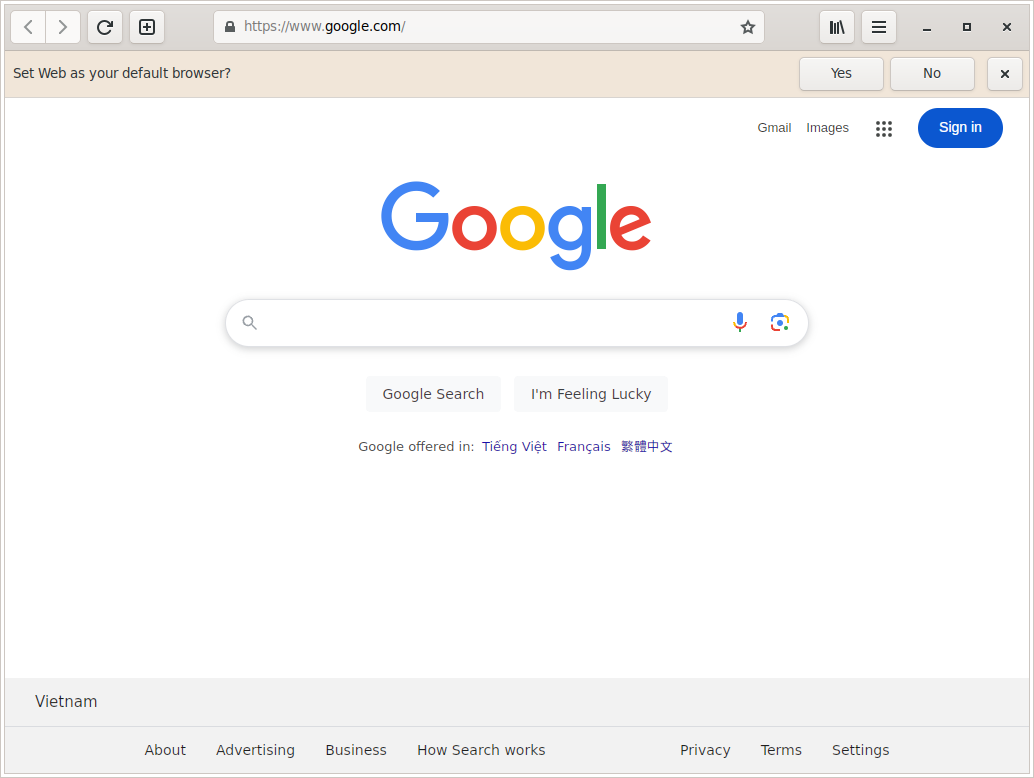 https://www.google.com/
Set Web as your default browser? Yes No
Gmail Images Sign in
Google
Google Search I'm Feeling Lucky
Google offered in: Tiếng Việt Français 繁體中文
Vietnam
About Advertising Business How Search works Privacy Terms Settings